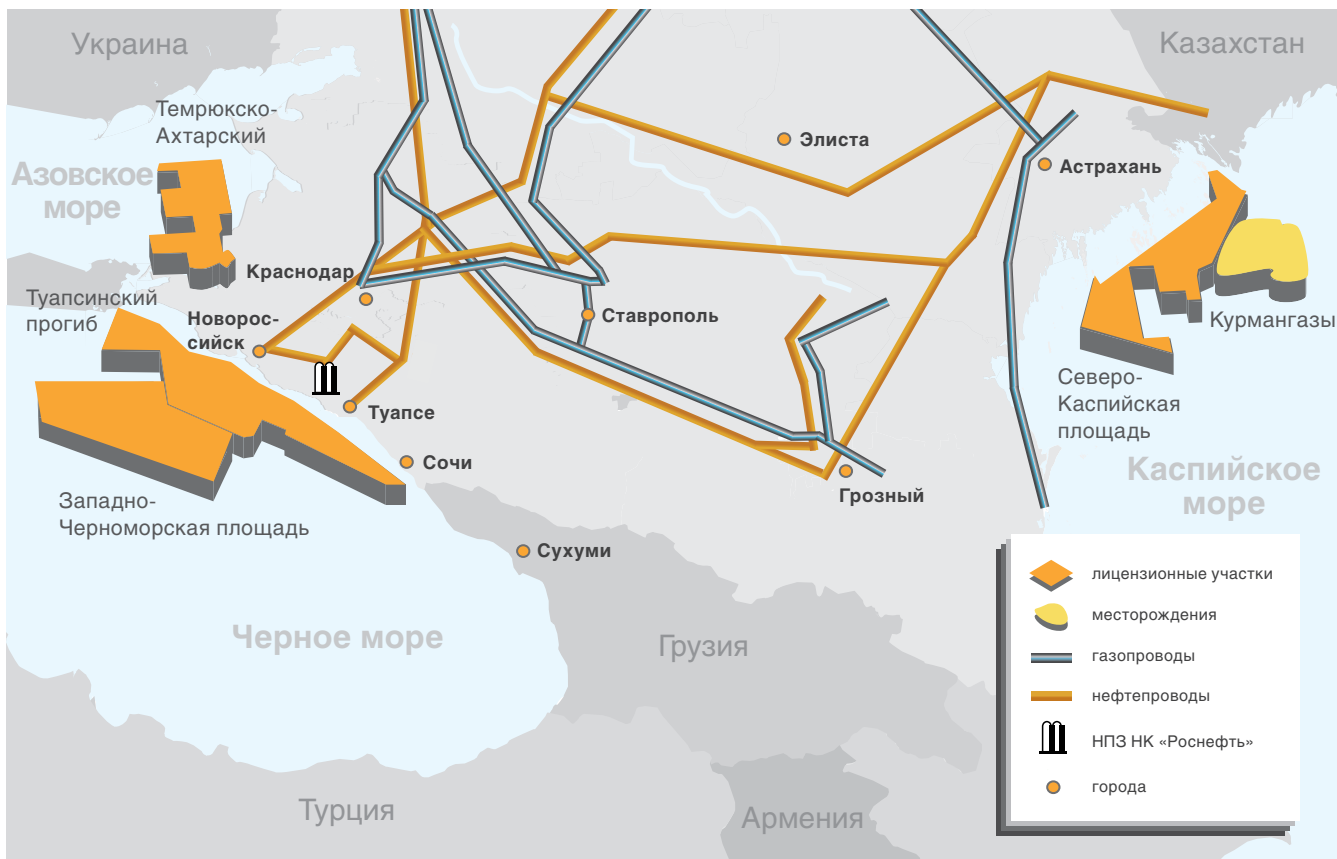 Украина
Казахстан
Темрюкско-
Ахтарский
Элиста
Астрахань
Азовское
море
Краснодар
Туапсинский
прогиб
Новорос-
сийск
Ставрополь
Курмангазы
Туапсе
Северо-
Каспийская
площадь
Сочи
Каспийское
море
Грозный
Западно-
Черноморская площадь
Сухуми
Черное море
Грузия
Турция
Армения
лицензионные участки
месторождения
газопроводы
нефтепроводы
НПЗ НК «Роснефть»
города